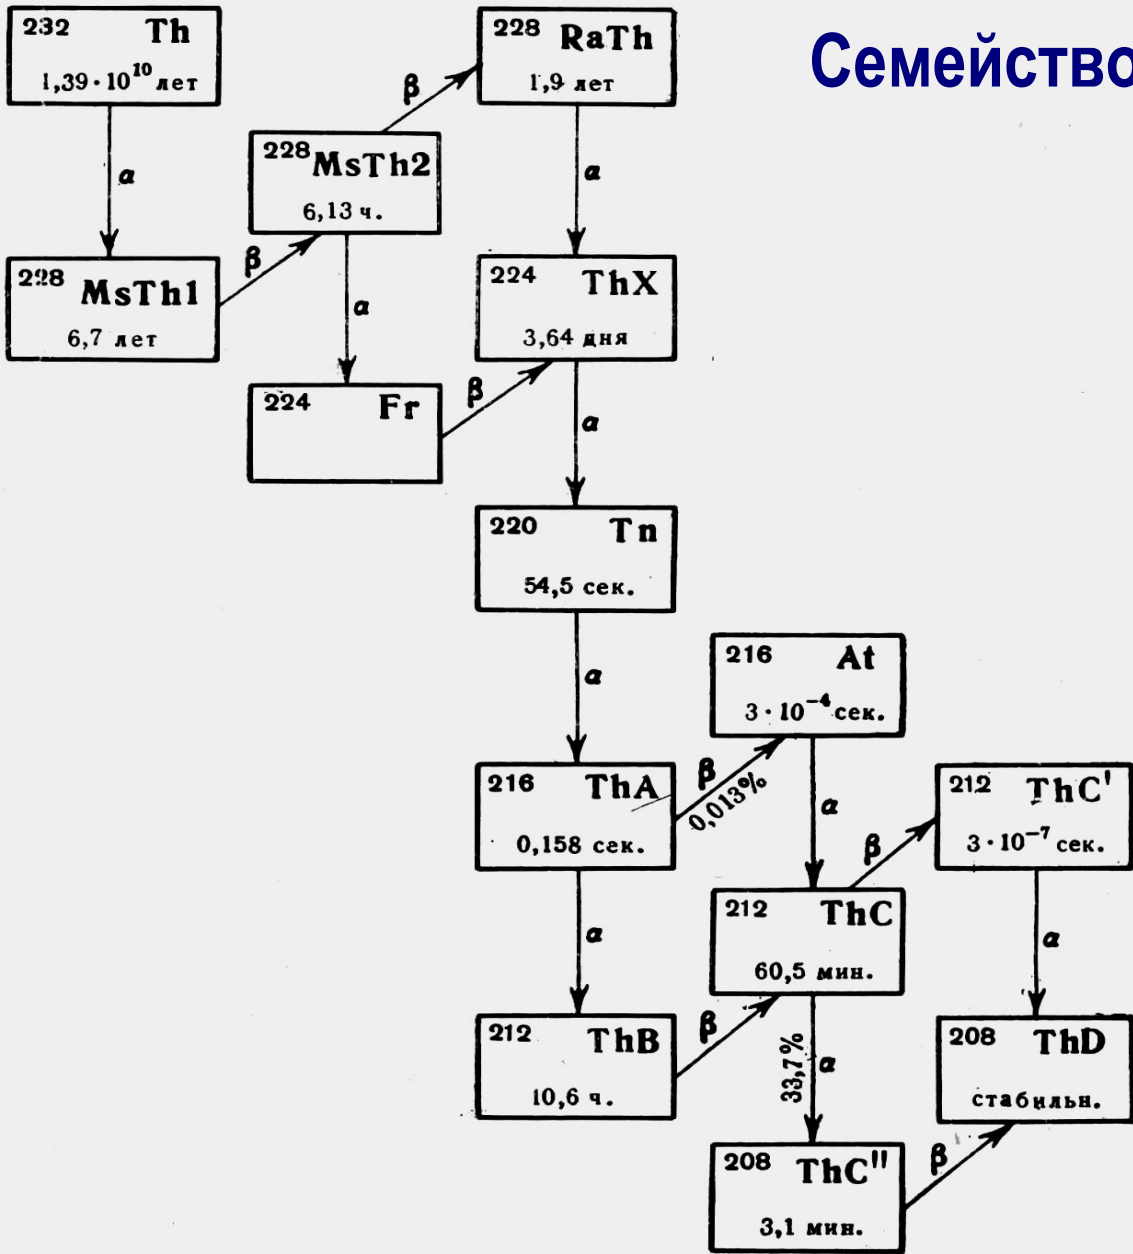 Семейство
232 Th
1,39·10¹⁰ лет
α
228 MsTh1
6,7 лет
β
228 MsTh2
6,13 ч.
β
α
224 Fr
β
228 RaTh
1,9 лет
α
224 ThX
3,64 дня
α
220 Tn
54,5 сек.
α
216 ThA
0,158 сек.
β
0,013%
216 At
3·10⁻⁴ сек.
α
α
212 ThB
10,6 ч.
β
212 ThC
60,5 мин.
β
212 ThC'
3·10⁻⁷ сек.
α
33,7%
α
208 ThC"
3,1 мин.
β
208 ThD
стабильн.